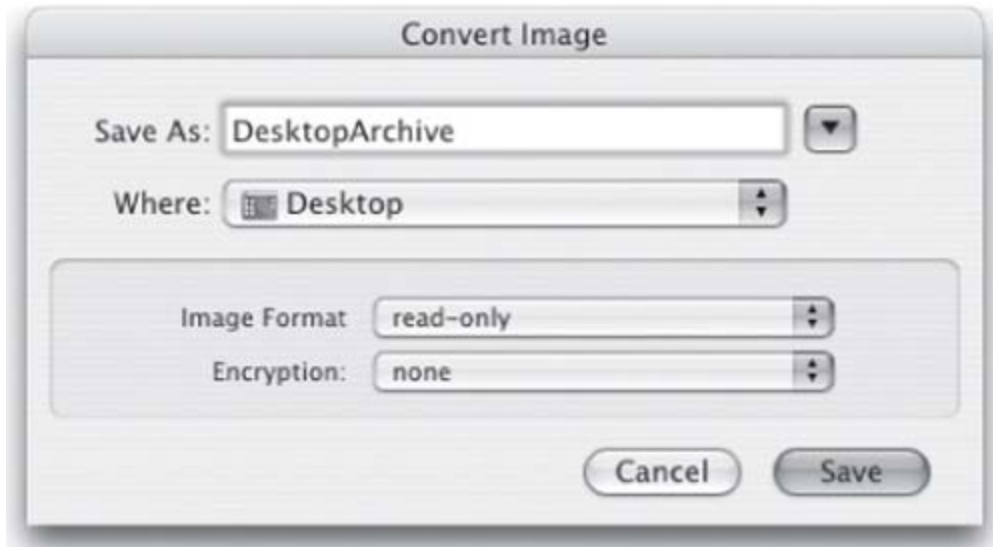 Convert Image
Save As: DesktopArchive
Where: Desktop
Image Format read-only
Encryption: none
Cancel Save